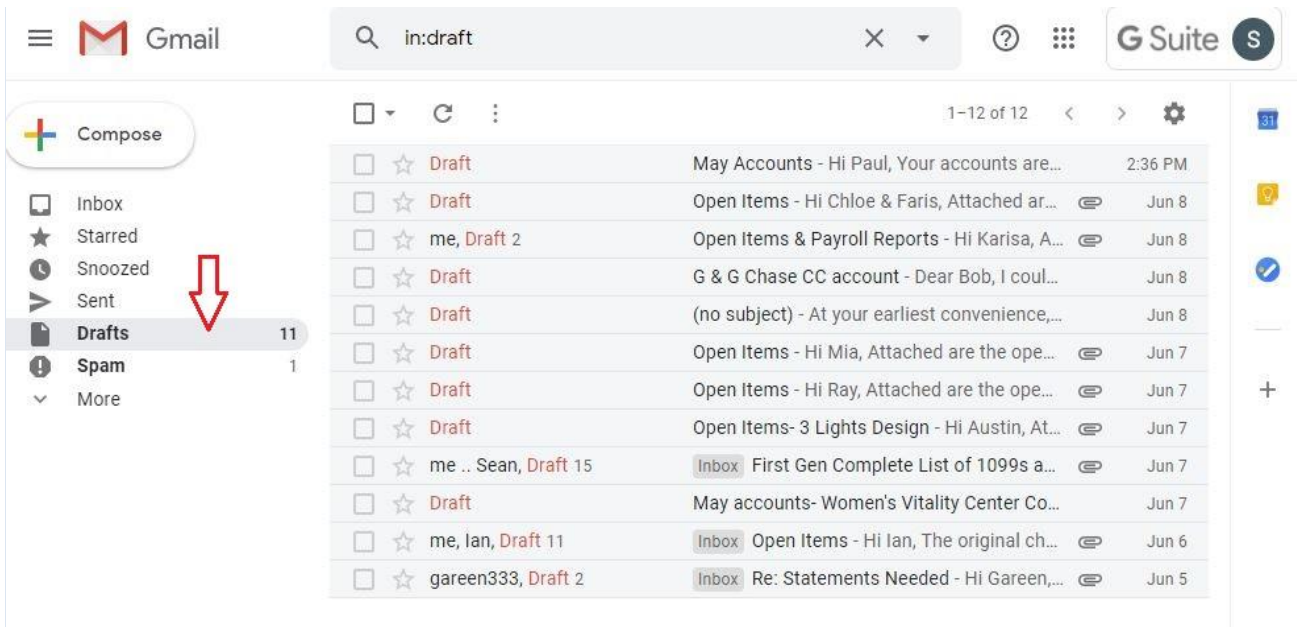 Gmail in:draft G Suite S
Compose 1–12 of 12 31
Inbox
Starred
Snoozed
Sent
Drafts 11
Spam 1
More
Draft May Accounts - Hi Paul, Your accounts are... 2:36 PM
Draft Open Items - Hi Chloe & Faris, Attached ar... Jun 8
me, Draft 2 Open Items & Payroll Reports - Hi Karisa, A... Jun 8
Draft G & G Chase CC account - Dear Bob, I coul... Jun 8
Draft (no subject) - At your earliest convenience,... Jun 8
Draft Open Items - Hi Mia, Attached are the ope... Jun 7
Draft Open Items - Hi Ray, Attached are the ope... Jun 7
Draft Open Items- 3 Lights Design - Hi Austin, At... Jun 7
me .. Sean, Draft 15 Inbox First Gen Complete List of 1099s a... Jun 7
Draft May accounts- Women's Vitality Center Co... Jun 7
me, Ian, Draft 11 Inbox Open Items - Hi Ian, The original ch... Jun 6
gareen333, Draft 2 Inbox Re: Statements Needed - Hi Gareen,... Jun 5